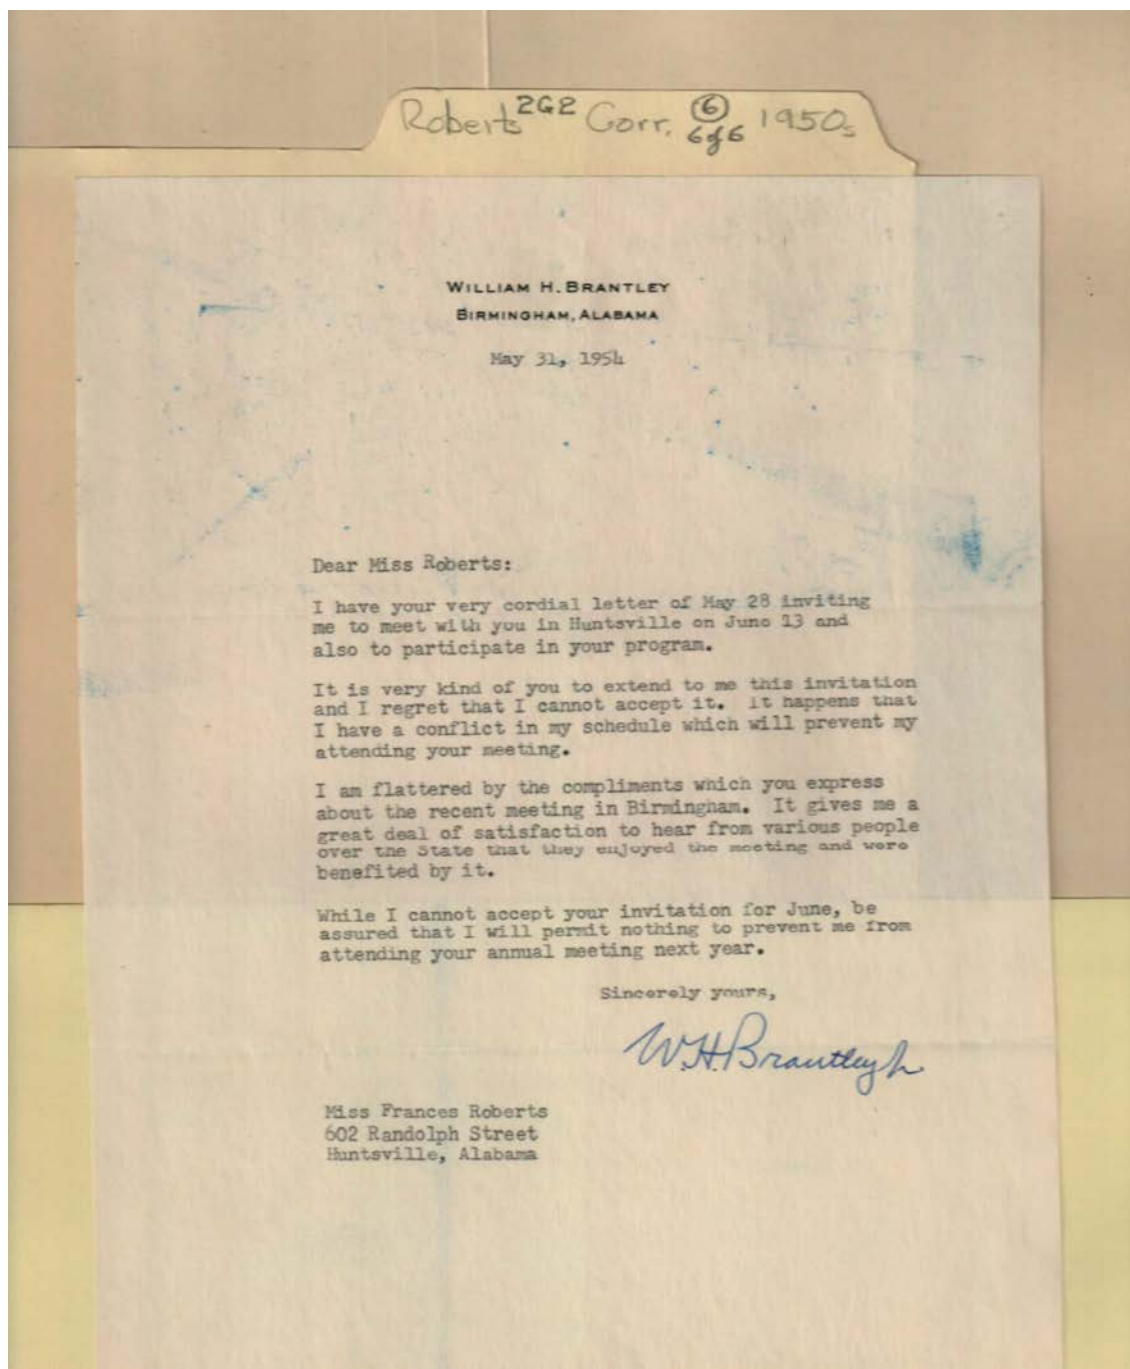 Roberts 2G2 Corr. 6 1950s
6 of 6
WILLIAM H. BRANTLEY
BIRMINGHAM, ALABAMA
May 31, 1954
Dear Miss Roberts:
I have your very cordial letter of May 28 inviting
me to meet with you in Huntsville on June 13 and
also to participate in your program.
It is very kind of you to extend to me this invitation
and I regret that I cannot accept it. It happens that
I have a conflict in my schedule which will prevent my
attending your meeting.
I am flattered by the compliments which you express
about the recent meeting in Birmingham. It gives me a
great deal of satisfaction to hear from various people
over the State that they enjoyed the meeting and were
benefited by it.
While I cannot accept your invitation for June, be
assured that I will permit nothing to prevent me from
attending your annual meeting next year.
Sincerely yours,
W.H. Brantley Jr.
Miss Frances Roberts
602 Randolph Street
Huntsville, Alabama